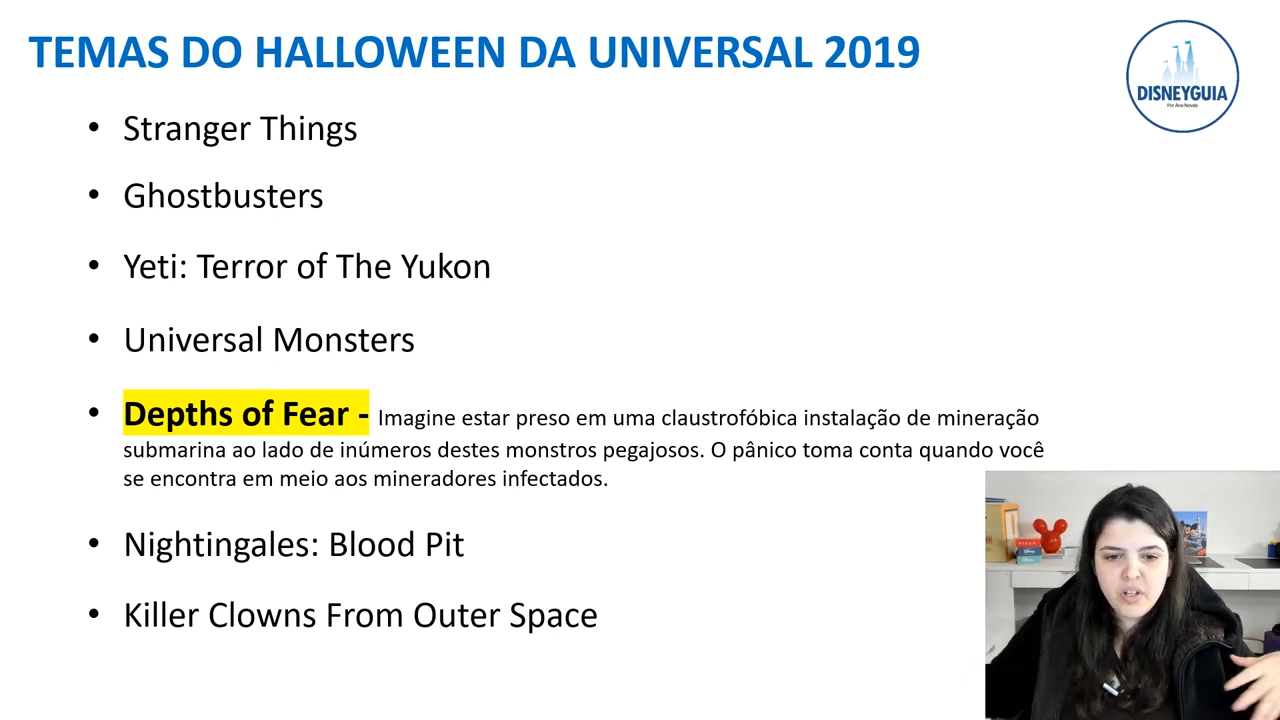 TEMAS DO HALLOWEEN DA UNIVERSAL 2019
DISNEYGUIA
Por Ana Novais
• Stranger Things
• Ghostbusters
• Yeti: Terror of The Yukon
• Universal Monsters
• Depths of Fear - Imagine estar preso em uma claustrofóbica instalação de mineração
submarina ao lado de inúmeros destes monstros pegajosos. O pânico toma conta quando você
se encontra em meio aos mineradores infectados.
• Nightingales: Blood Pit
• Killer Clowns From Outer Space